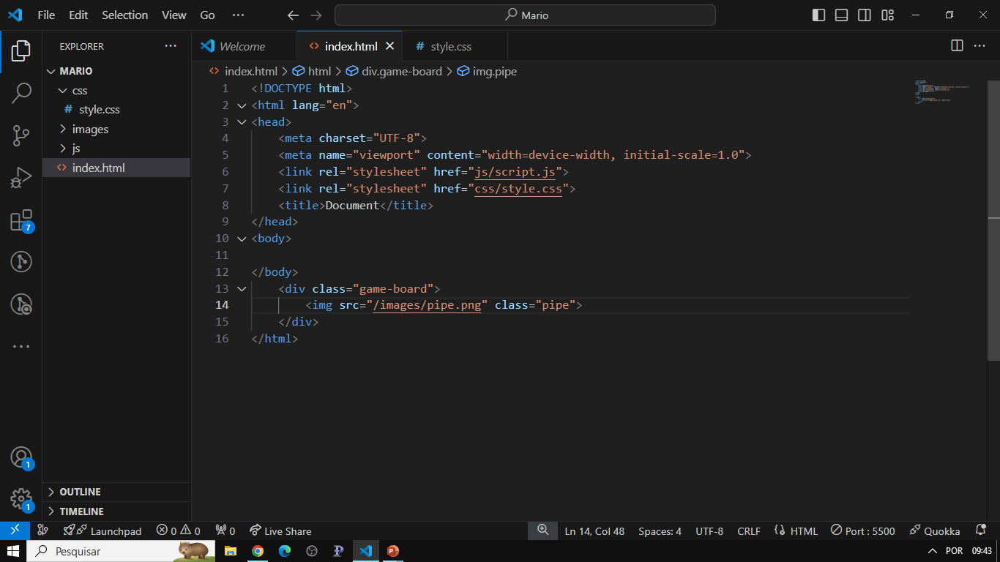 File Edit Selection View Go ··· Mario
EXPLORER ···
MARIO
css
# style.css
images
js
<> index.html
OUTLINE
TIMELINE
7
1
1
Welcome <> index.html # style.css
<> index.html > html > div.game-board > img.pipe
1 <!DOCTYPE html>
2 <html lang="en">
3 <head>
4 <meta charset="UTF-8">
5 <meta name="viewport" content="width=device-width, initial-scale=1.0">
6 <link rel="stylesheet" href="js/script.js">
7 <link rel="stylesheet" href="css/style.css">
8 <title>Document</title>
9 </head>
10 <body>
11
12 </body>
13 <div class="game-board">
14 <img src="/images/pipe.png" class="pipe">
15 </div>
16 </html>
Launchpad 0 0 0 Live Share Ln 14, Col 48 Spaces: 4 UTF-8 CRLF {} HTML Port : 5500 Quokka
Pesquisar POR 09:43